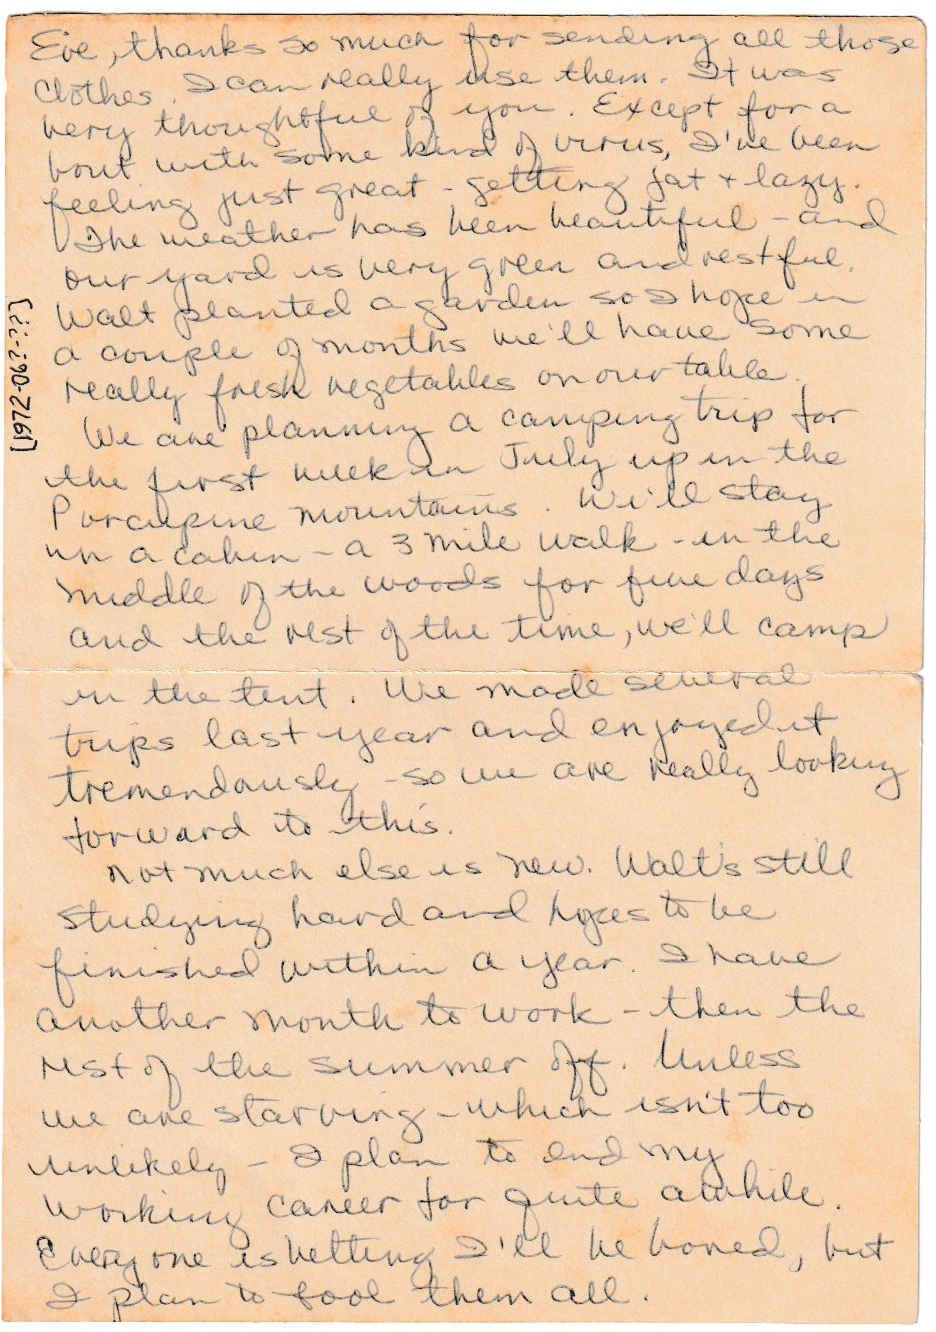 Eve, thanks so much for sending all those
clothes. I can really use them. It was
very thoughtful of you. Except for a
bout with some kind of virus, I've been
feeling just great - getting fat + lazy.
The weather has been beautiful - and
our yard is very green and restful.
Walt planted a garden so I hope in
a couple of months we'll have some
really fresh vegetables on our table.
We are planning a camping trip for
the first week in July up in the
Porcupine mountains. We'll stay
in a cabin - a 3 mile walk - in the
middle of the woods for five days
and the rest of the time, we'll camp
in the tent. We made several
trips last year and enjoyed it
tremendously - so we are really looking
forward to this.
Not much else is new. Walt's still
studying hard and hopes to be
finished within a year. I have
another month to work - then the
rest of the summer off. Unless
we are starving - which isn't too
unlikely - I plan to end my
working career for quite awhile.
Everyone is betting I'll be bored, but
I plan to fool them all.
[1972-06?-??]